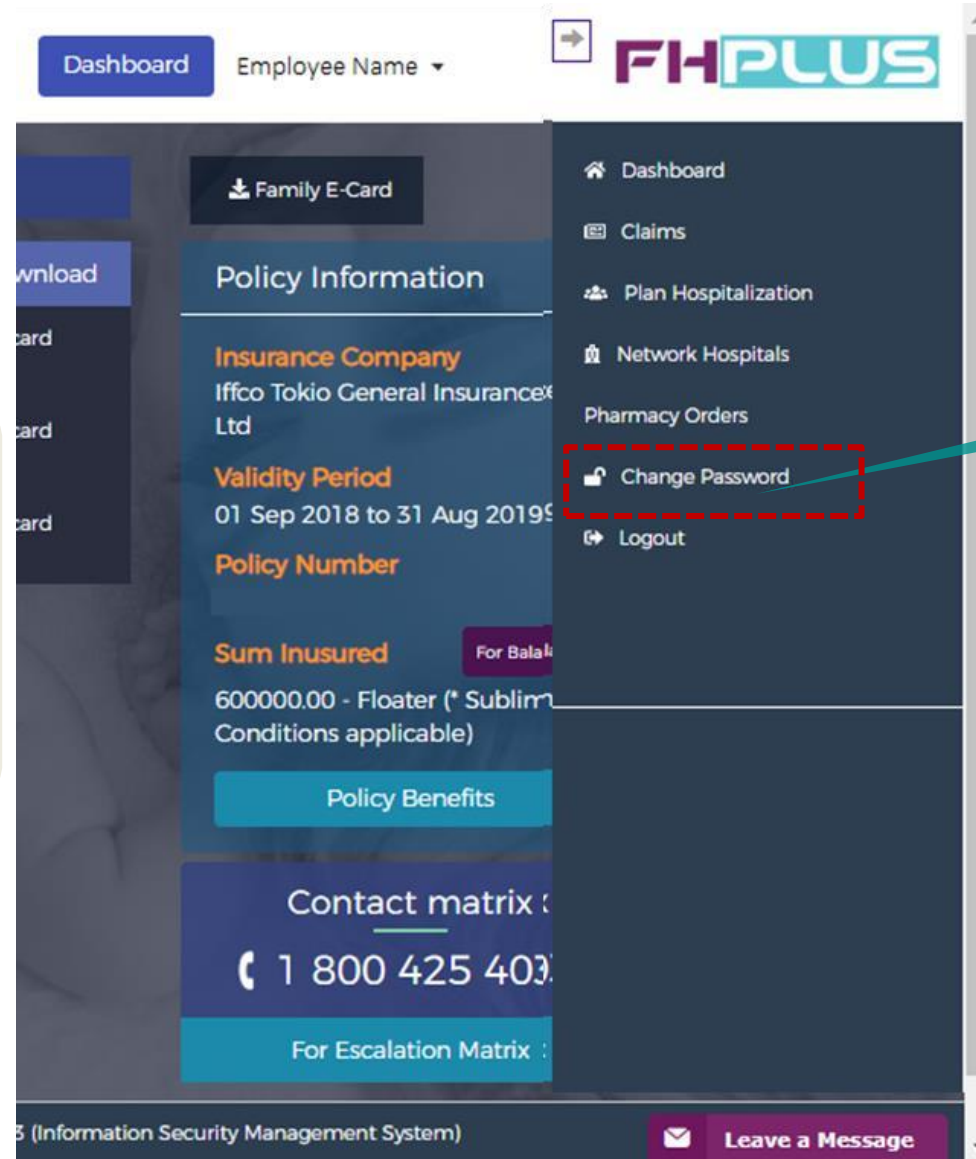 Dashboard
Employee Name
FHPLUS
Family E-Card
Policy Information
Insurance Company
Iffco Tokio General Insurance
Ltd
Validity Period
01 Sep 2018 to 31 Aug 2019
Policy Number
Sum Inusured
For
600000.00 - Floater (*
Conditions applicable)
Policy Benefits
Contact matrix
1 800 425
For Escalation Matrix
Dashboard
Claims
Plan Hospitalization
Network Hospitals
Pharmacy Orders
Change Password
Logout
(Information Security Management System)
Leave a Message